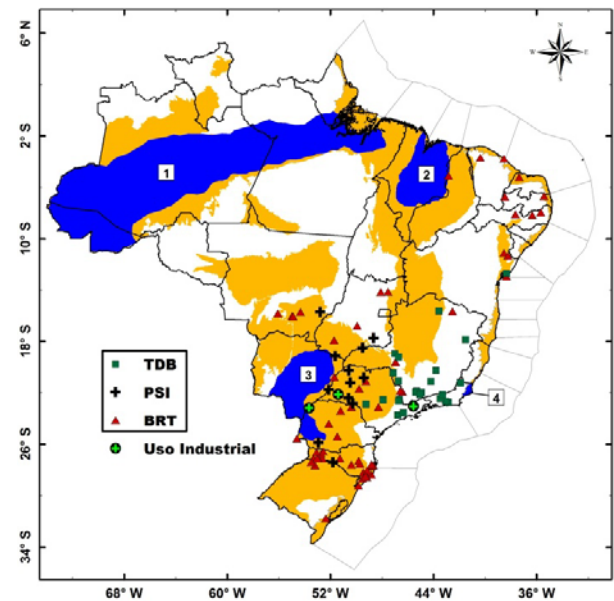 6° N
N
W
E
S
2° S
1
2
10° S
18° S
TDB
PSI
BRT
3
4
Uso Industrial
26° S
34° S
68° W 60° W 52° W 44° W 36° W